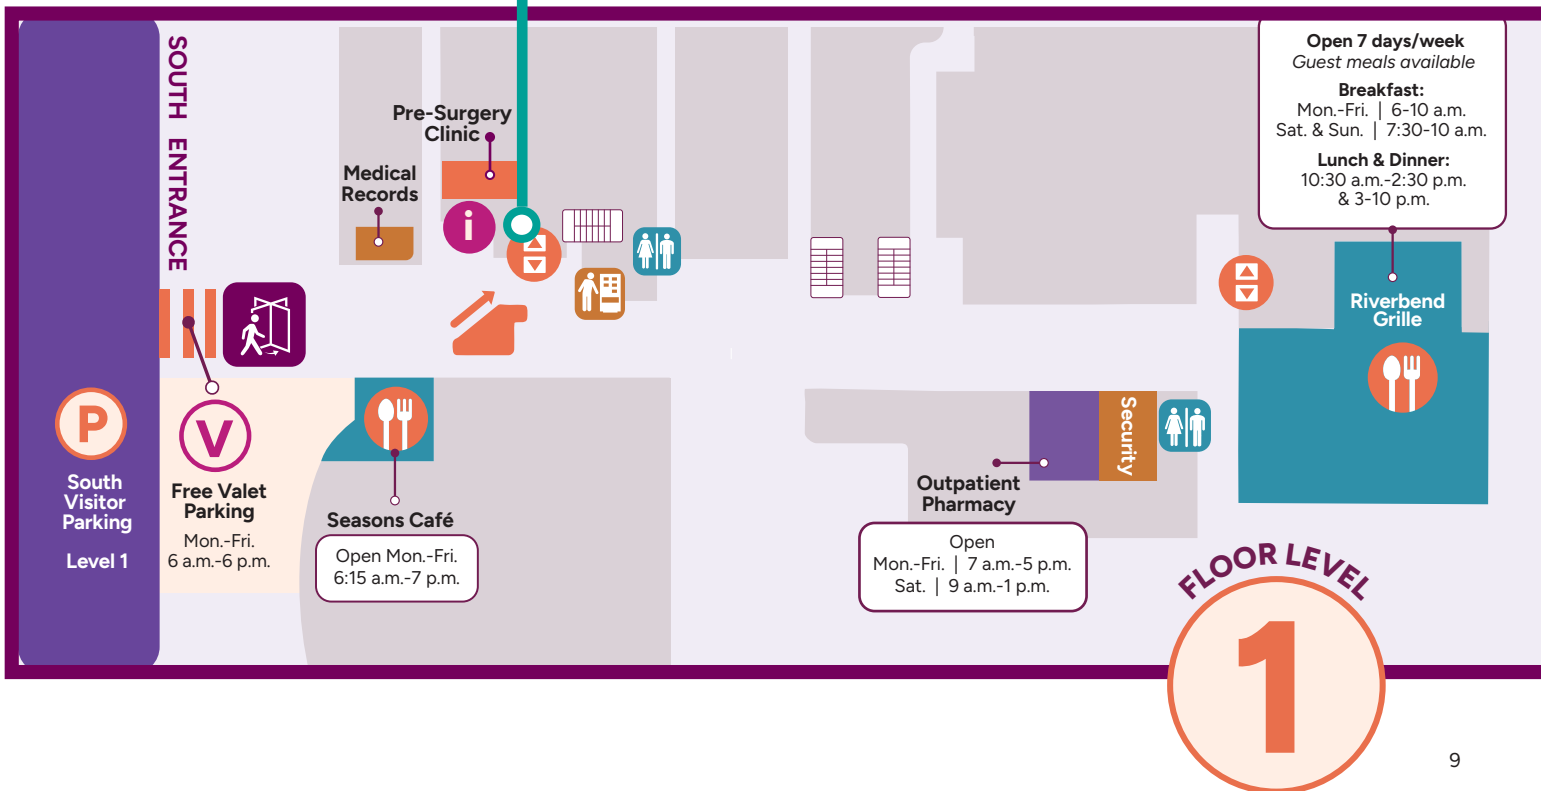 SOUTH ENTRANCE
Pre-Surgery
Clinic
Medical
Records
i
Open 7 days/week
Guest meals available
Breakfast:
Mon.-Fri. | 6-10 a.m.
Sat. & Sun. | 7:30-10 a.m.
Lunch & Dinner:
10:30 a.m.-2:30 p.m.
& 3-10 p.m.
Riverbend
Grille
P
South
Visitor
Parking
Level 1
V
Free Valet
Parking
Mon.-Fri.
6 a.m.-6 p.m.
Seasons Café
Open Mon.-Fri.
6:15 a.m.-7 p.m.
Security
Outpatient
Pharmacy
Open
Mon.-Fri. | 7 a.m.-5 p.m.
Sat. | 9 a.m.-1 p.m.
FLOOR LEVEL
1
9